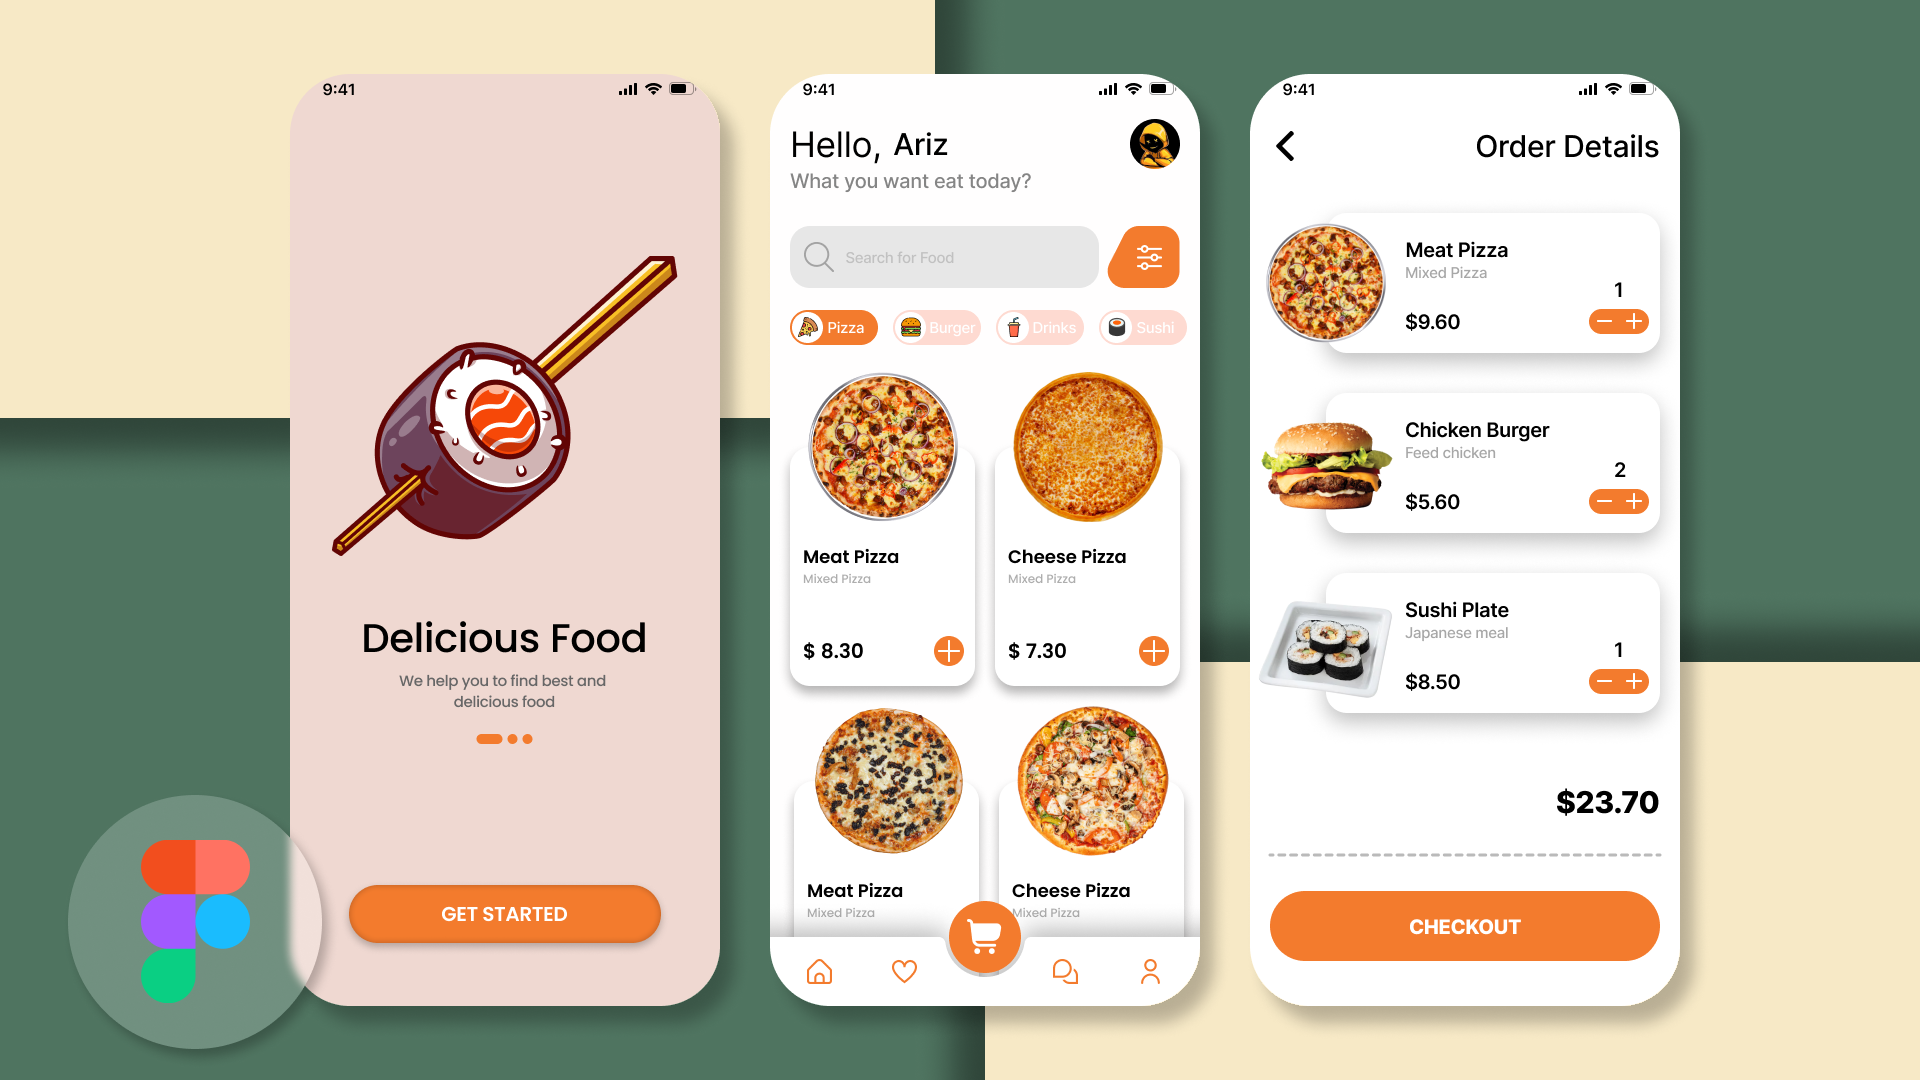 9:41
Delicious Food
We help you to find best and
delicious food
GET STARTED
9:41
Hello, Ariz
What you want eat today?
Search for Food
Pizza Burger Drinks Sushi
Meat Pizza
Mixed Pizza
$ 8.30
Cheese Pizza
Mixed Pizza
$ 7.30
Meat Pizza
Mixed Pizza
Cheese Pizza
Mixed Pizza
9:41
Order Details
Meat Pizza
Mixed Pizza
1
$9.60
Chicken Burger
Feed chicken
2
$5.60
Sushi Plate
Japanese meal
1
$8.50
$23.70
CHECKOUT